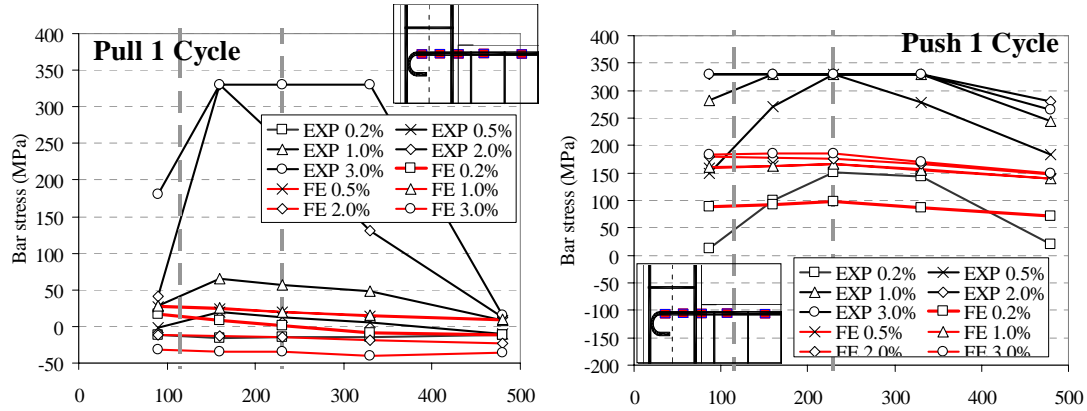 Pull 1 Cycle
Bar stress (MPa)
400
350
300
250
200
150
100
50
0
-50
0 100 200 300 400 500
EXP 0.2% EXP 0.5%
EXP 1.0% EXP 2.0%
EXP 3.0% FE 0.2%
FE 0.5% FE 1.0%
FE 2.0% FE 3.0%
Push 1 Cycle
Bar stress (MPa)
400
350
300
250
200
150
100
50
0
-50
-100
-150
-200
0 100 200 300 400 500
EXP 0.2% EXP 0.5%
EXP 1.0% EXP 2.0%
EXP 3.0% FE 0.2%
FE 0.5% FE 1.0%
FE 2.0% FE 3.0%